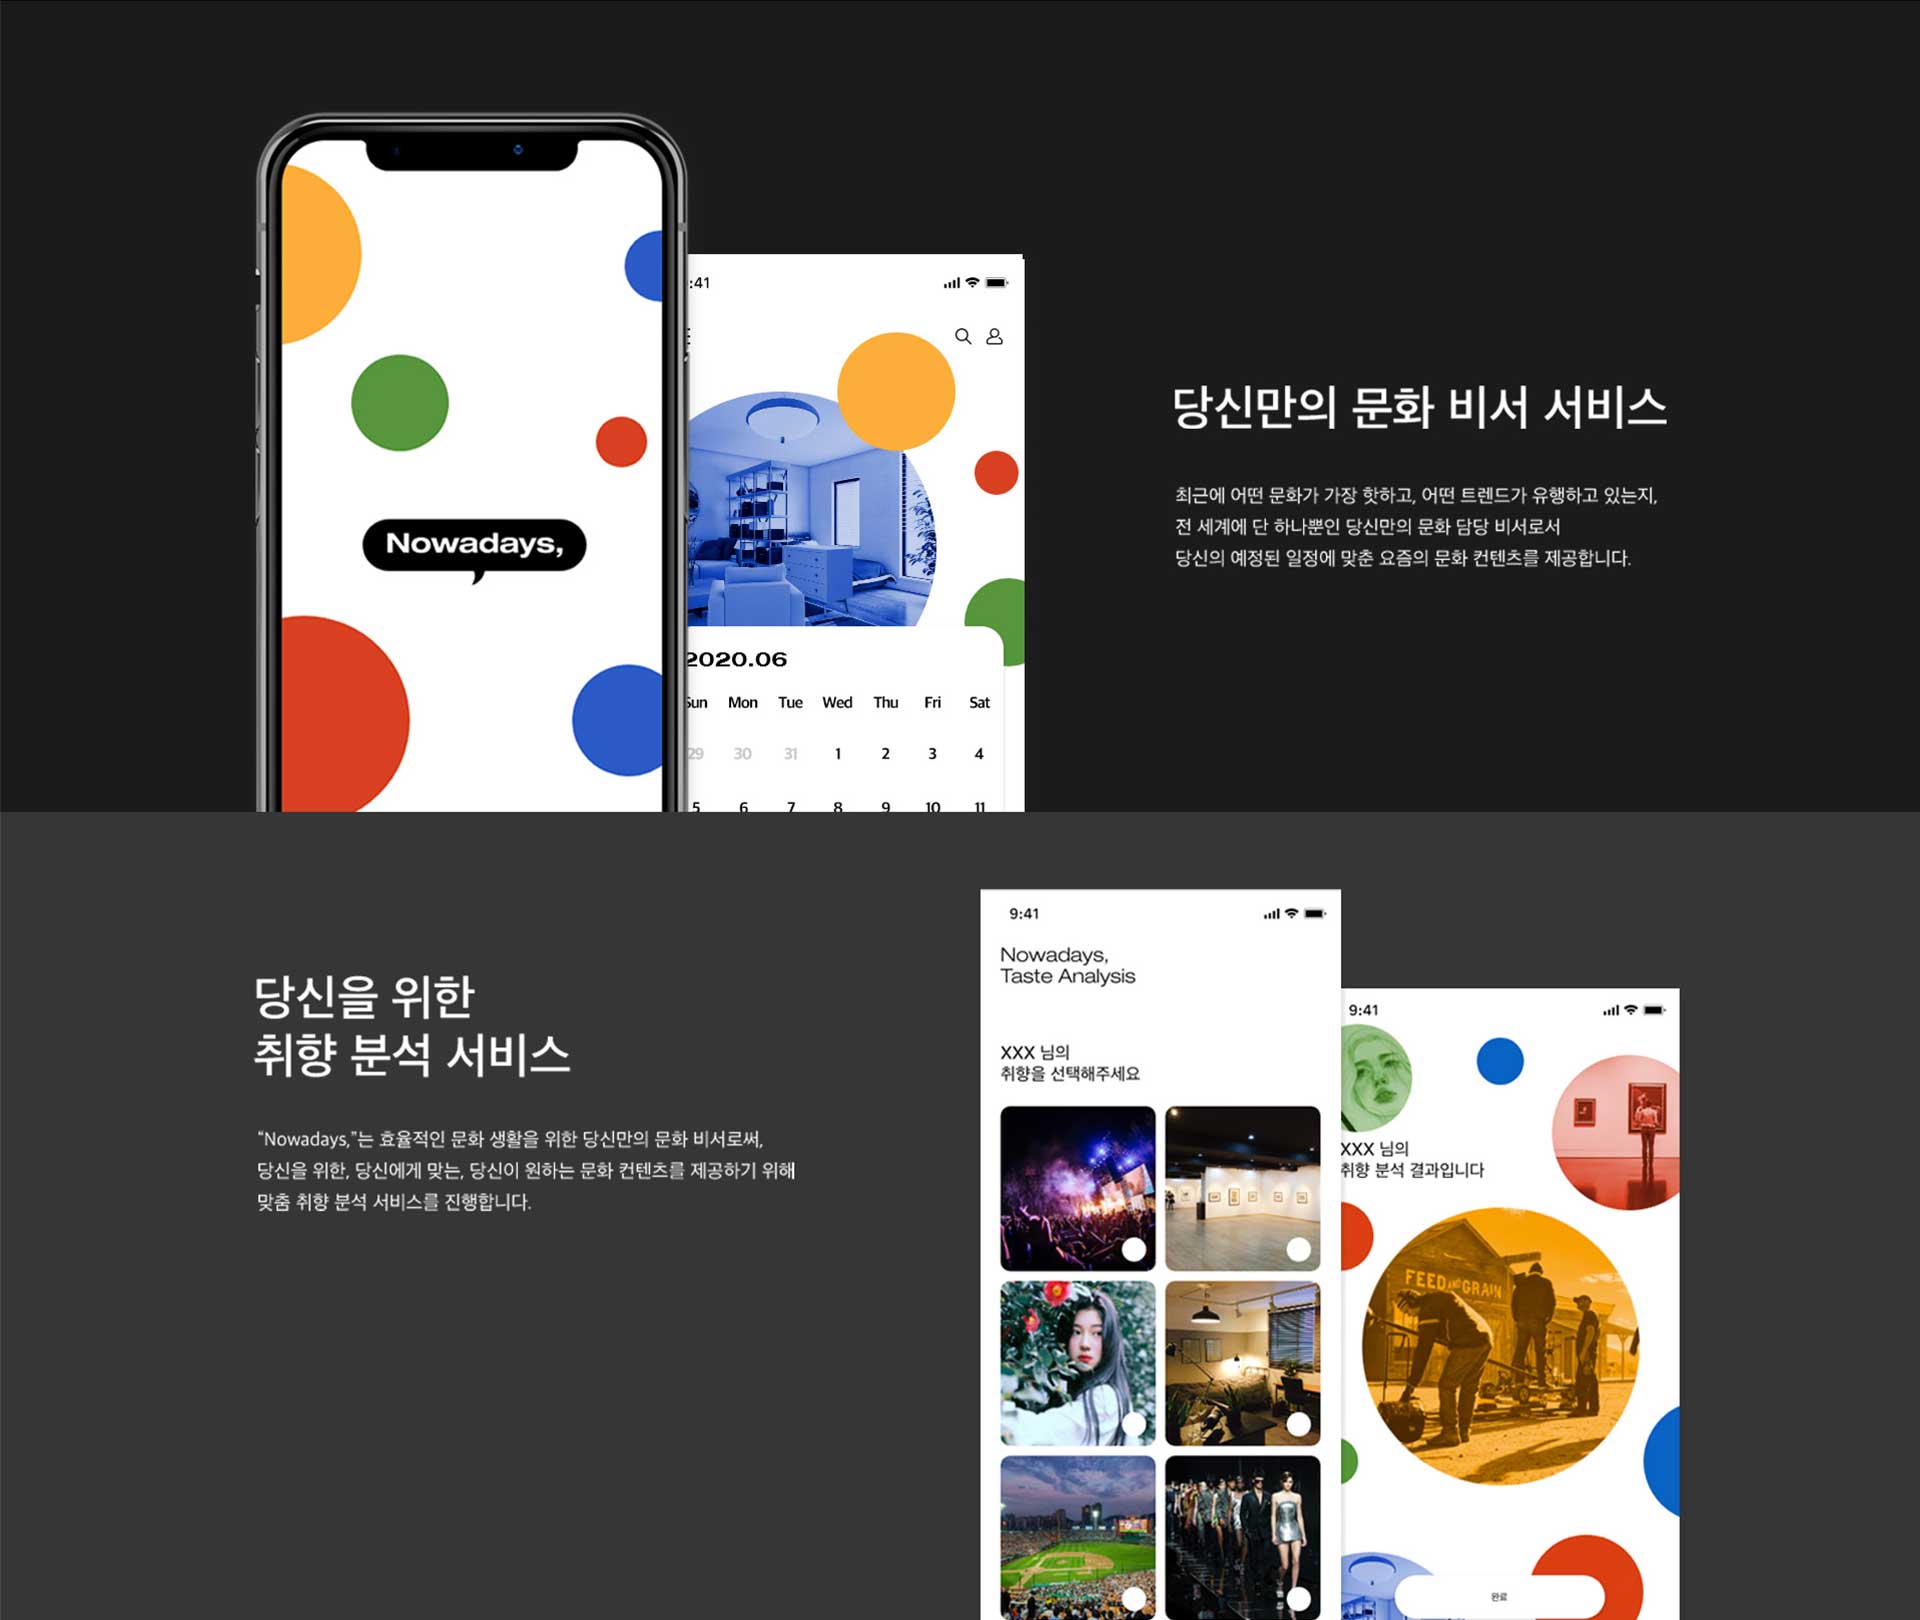 Nowadays,
:41
2020.06
Sun Mon Tue Wed Thu Fri Sat
29 30 31 1 2 3 4
5 6 7 8 9 10 11
당신만의 문화 비서 서비스
최근에 어떤 문화가 가장 핫하고, 어떤 트렌드가 유행하고 있는지,
전 세계에 단 하나뿐인 당신만의 문화 담당 비서로서
당신의 예정된 일정에 맞춘 요즘의 문화 컨텐츠를 제공합니다.
당신을 위한
취향 분석 서비스
“Nowadays,”는 효율적인 문화 생활을 위한 당신만의 문화 비서로써,
당신을 위한, 당신에게 맞는, 당신이 원하는 문화 컨텐츠를 제공하기 위해
맞춤 취향 분석 서비스를 진행합니다.
9:41
Nowadays,
Taste Analysis
XXX 님의
취향을 선택해주세요
9:41
XXX 님의
취향 분석 결과입니다
FEED AND GRAIN
완료